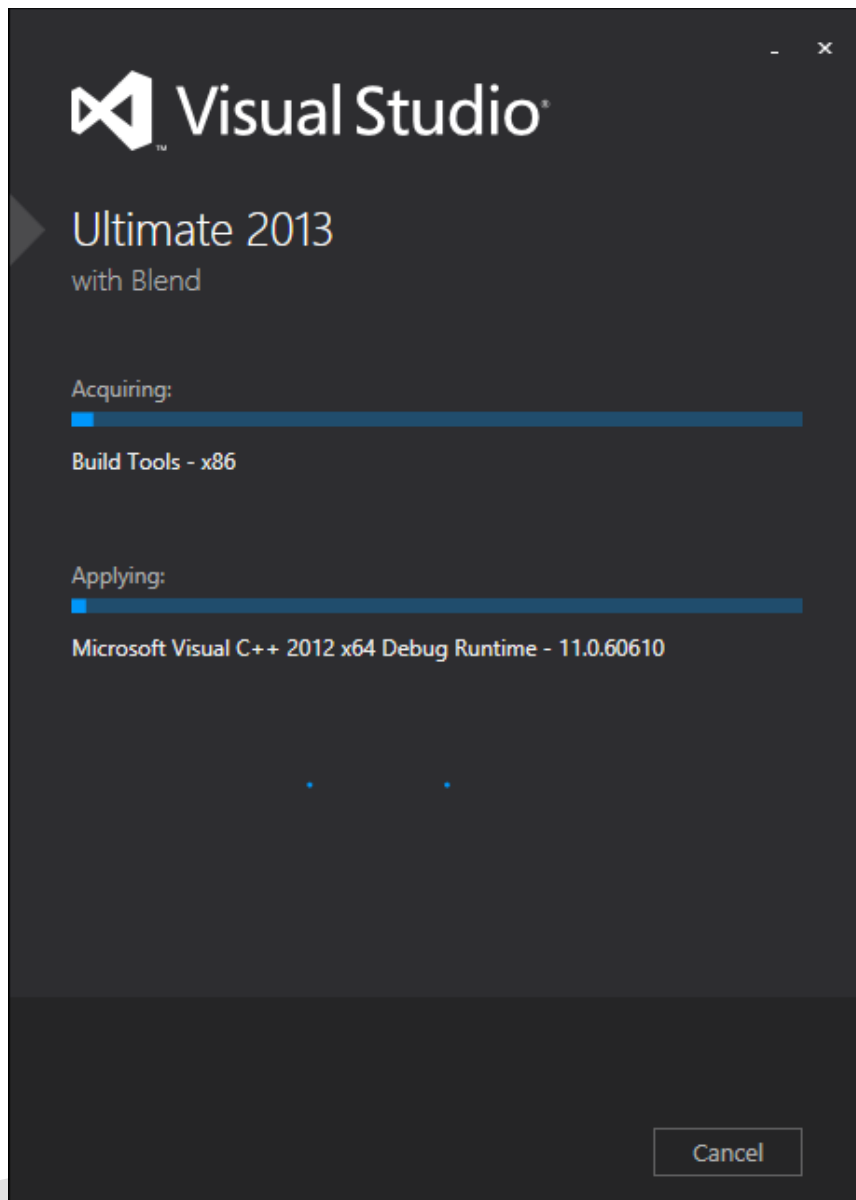 Visual Studio®
™
Ultimate 2013
with Blend
Acquiring:
Build Tools - x86
Applying:
Microsoft Visual C++ 2012 x64 Debug Runtime - 11.0.60610
Cancel